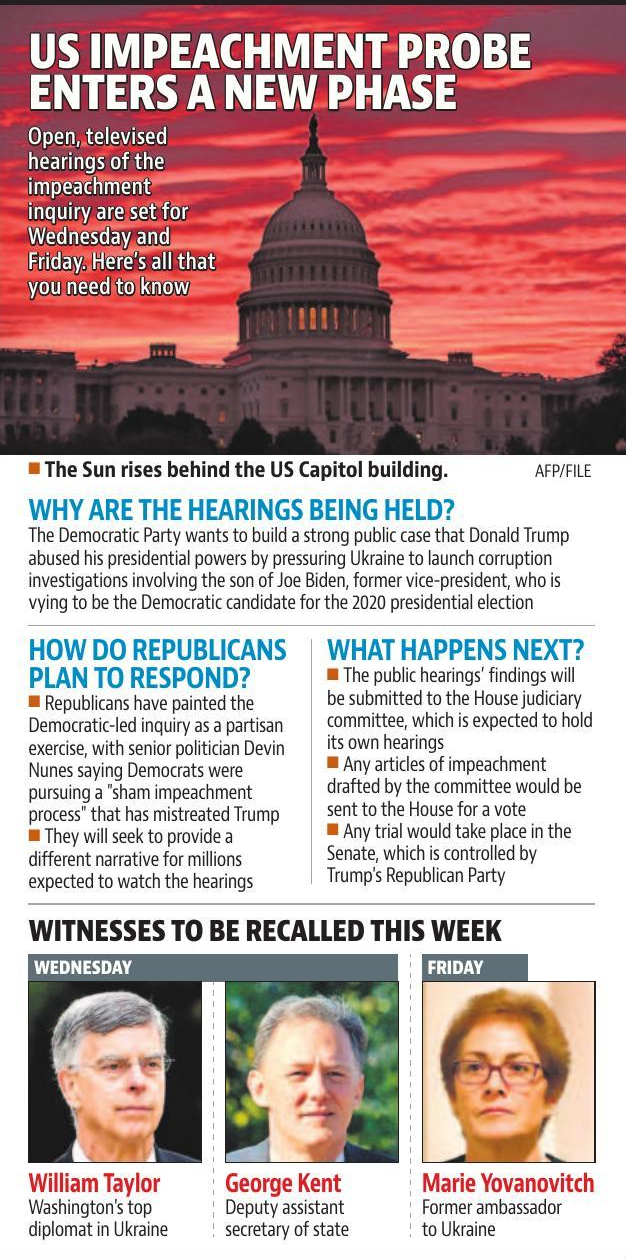 US IMPEACHMENT PROBE
ENTERS A NEW PHASE
Open, televised
hearings of the
impeachment
inquiry are set for
Wednesday and
Friday. Here's all that
you need to know
The Sun rises behind the US Capitol building.
AFP/FILE
WHY ARE THE HEARINGS BEING HELD?
The Democratic Party wants to build a strong public case that Donald Trump
abused his presidential powers by pressuring Ukraine to launch corruption
investigations involving the son of Joe Biden, former vice-president, who is
vying to be the Democratic candidate for the 2020 presidential election
HOW DO REPUBLICANS
PLAN TO RESPOND?
Republicans have painted the
Democratic-led inquiry as a partisan
exercise, with senior politician Devin
Nunes saying Democrats were
pursuing a "sham impeachment
process" that has mistreated Trump
They will seek to provide a
different narrative for millions
expected to watch the hearings
WHAT HAPPENS NEXT?
The public hearings' findings will
be submitted to the House judiciary
committee, which is expected to hold
its own hearings
Any articles of impeachment
drafted by the committee would be
sent to the House for a vote
Any trial would take place in the
Senate, which is controlled by
Trump's Republican Party
WITNESSES TO BE RECALLED THIS WEEK
WEDNESDAY
FRIDAY
William Taylor
Washington's top
diplomat in Ukraine
George Kent
Deputy assistant
secretary of state
Marie Yovanovitch
Former ambassador
to Ukraine